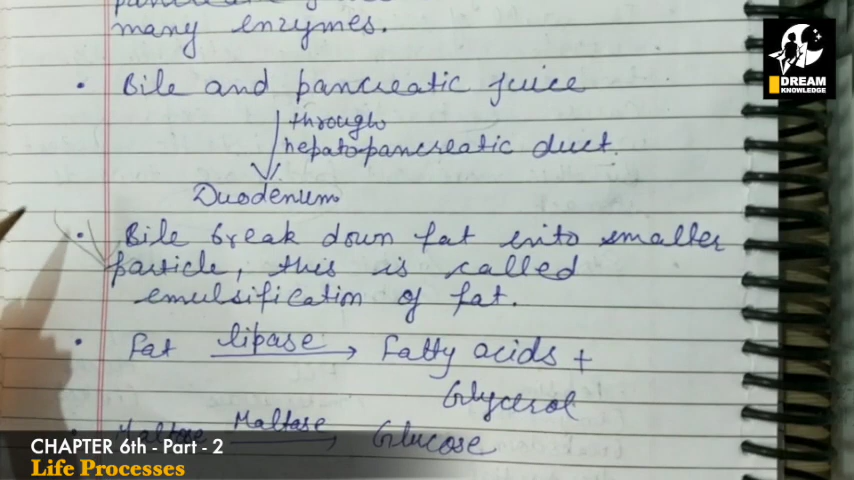 many enzymes.
DREAM
KNOWLEDGE
• Bile and pancreatic juice
through
hepato pancreatic duct.
Duodenum
• Bile break down fat into smaller
particle, this is called
emulsification of fat.
• Fat lipase → Fatty acids +
Glycerol
• Maltose Maltase → Glucose
CHAPTER 6th - Part - 2
Life Processes